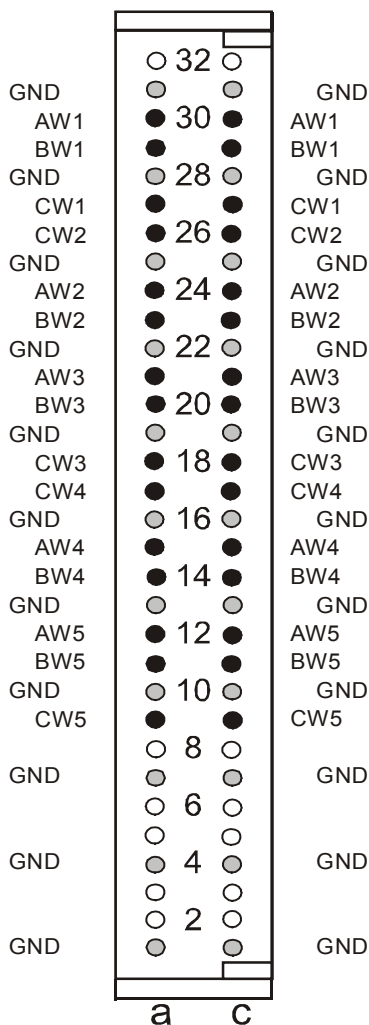 32
GND GND
AW1 30 AW1
BW1 BW1
GND 28 GND
CW1 CW1
CW2 26 CW2
GND GND
AW2 24 AW2
BW2 BW2
GND 22 GND
AW3 AW3
BW3 20 BW3
GND GND
CW3 18 CW3
CW4 CW4
GND 16 GND
AW4 AW4
BW4 14 BW4
GND GND
AW5 12 AW5
BW5 BW5
GND 10 GND
CW5 CW5
8
GND GND
6
GND 4 GND
2
GND GND
a c